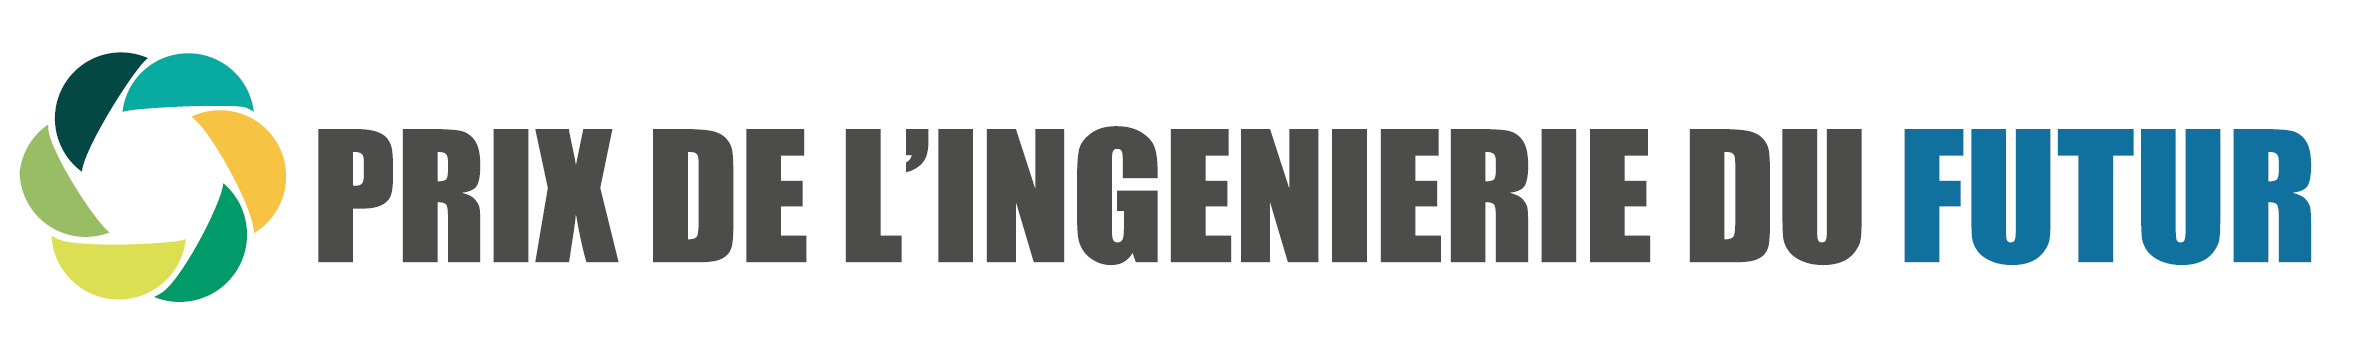 PRIX DE L’INGENIERIE DU FUTUR